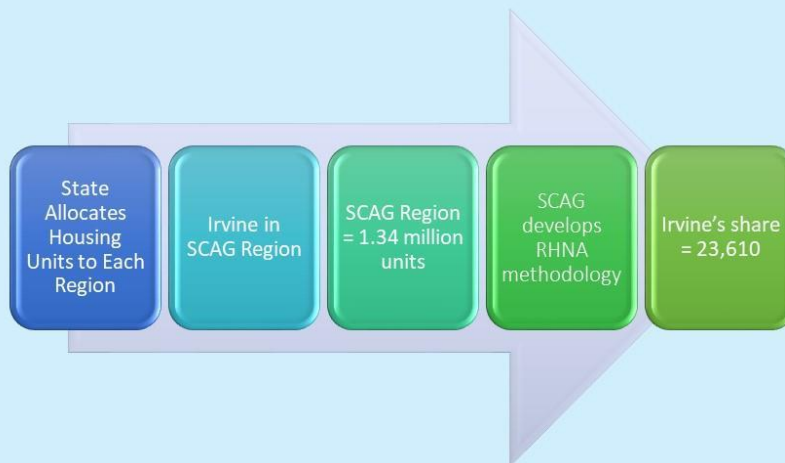 State
Allocates
Housing
Units to Each
Region
Irvine in
SCAG Region
SCAG Region
= 1.34 million
units
SCAG
develops
RHNA
methodology
Irvine's share
= 23,610